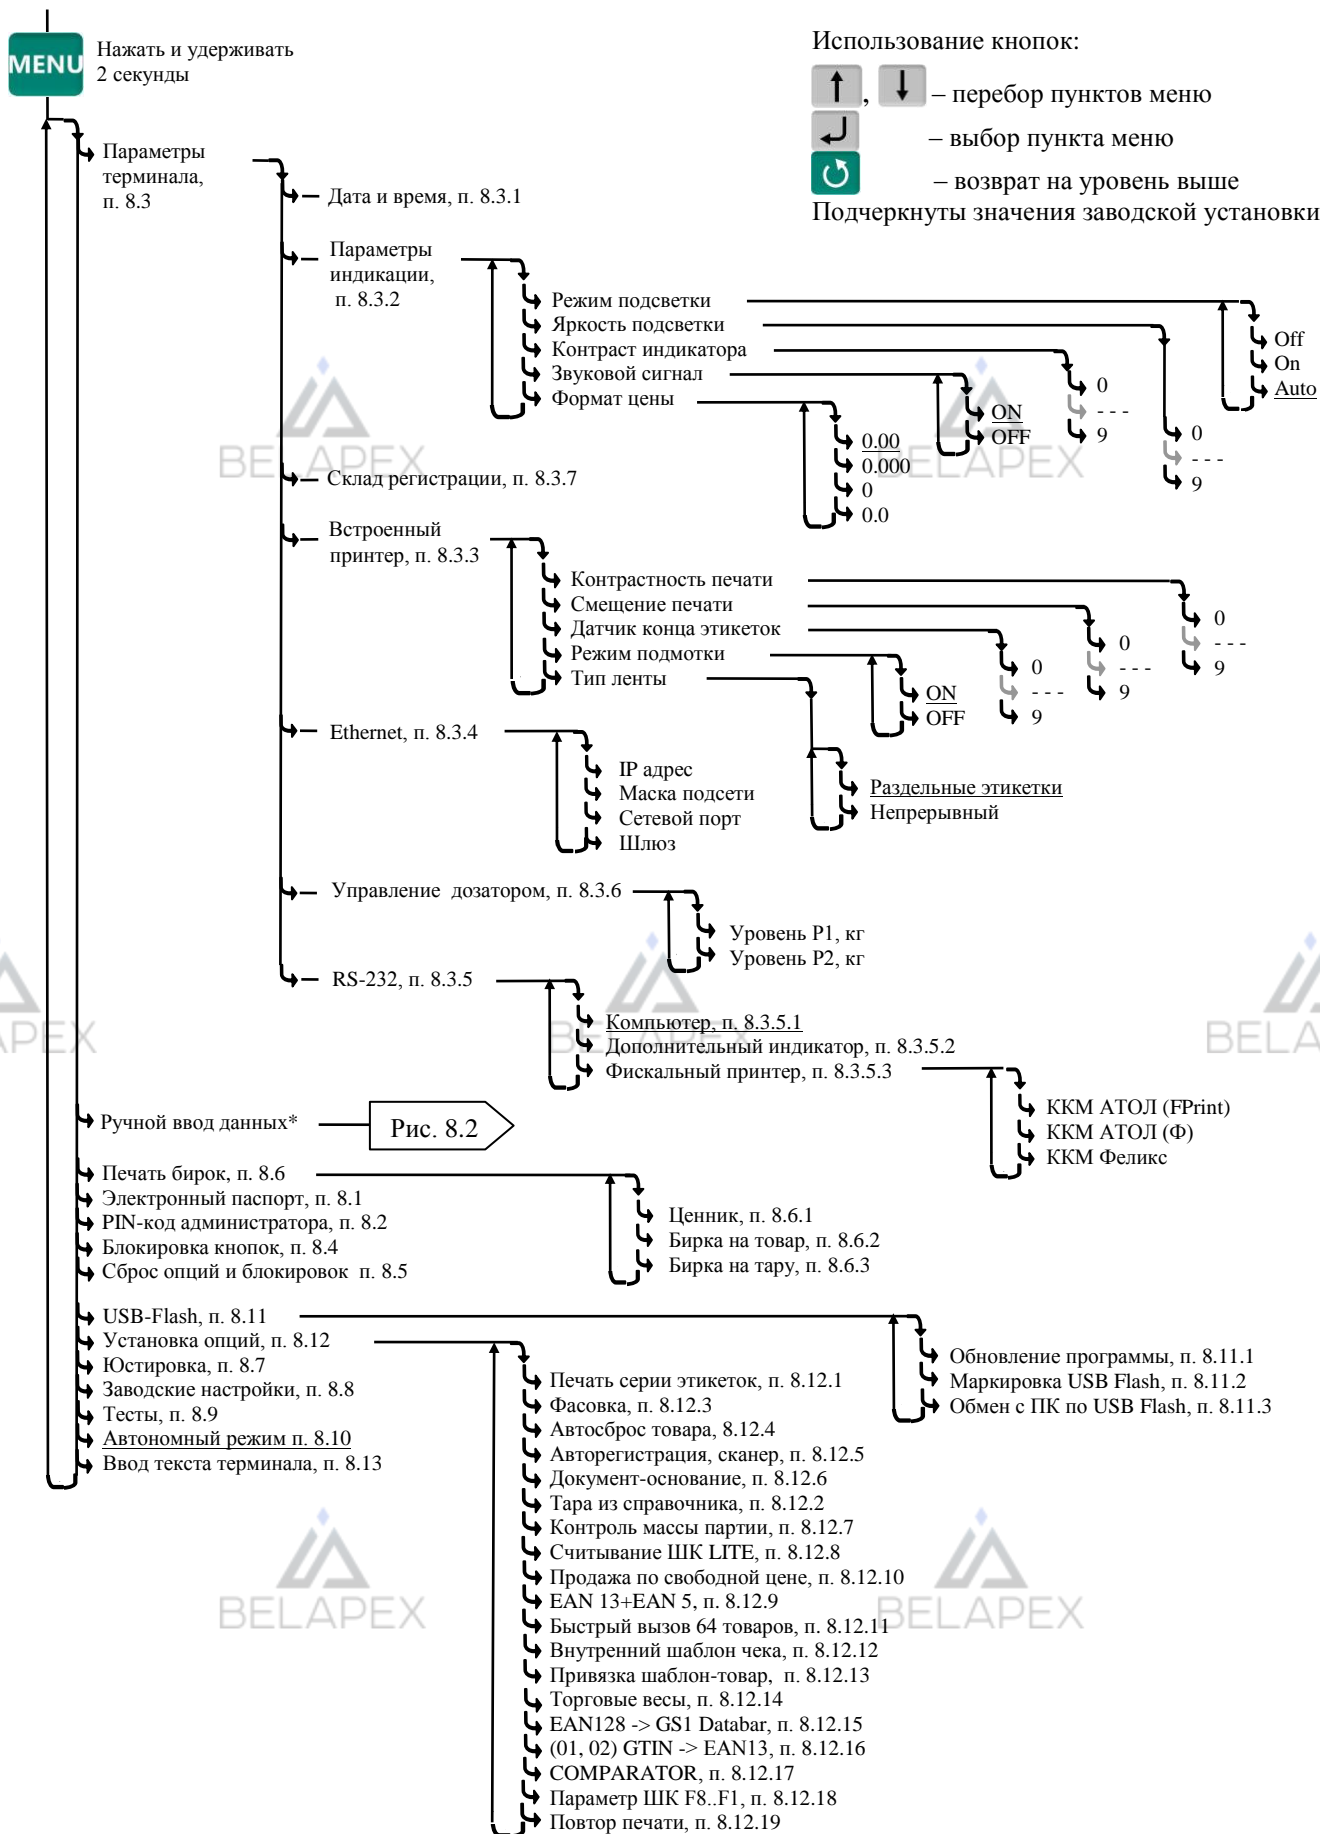 MENU
Нажать и удерживать
2 секунды
Использование кнопок:
, – перебор пунктов меню
– выбор пункта меню
– возврат на уровень выше
Подчеркнуты значения заводской установки
Параметры
терминала,
п. 8.3
Дата и время, п. 8.3.1
Параметры
индикации,
п. 8.3.2
Режим подсветки
Яркость подсветки
Контраст индикатора
Звуковой сигнал
Формат цены
Off
On
Auto
0
- - -
9
0
- - -
9
ON
OFF
0.00
0.000
0
0.0
Склад регистрации, п. 8.3.7
Встроенный
принтер, п. 8.3.3
Контрастность печати
Смещение печати
Датчик конца этикеток
Режим подмотки
Тип ленты
0
- - -
9
0
- - -
9
0
- - -
9
ON
OFF
Раздельные этикетки
Непрерывный
Ethernet, п. 8.3.4
IP адрес
Маска подсети
Сетевой порт
Шлюз
Управление дозатором, п. 8.3.6
Уровень Р1, кг
Уровень Р2, кг
RS-232, п. 8.3.5
Компьютер, п. 8.3.5.1
Дополнительный индикатор, п. 8.3.5.2
Фискальный принтер, п. 8.3.5.3
ККМ АТОЛ (FPrint)
ККМ АТОЛ (Ф)
ККМ Феликс
Ручной ввод данных*
Рис. 8.2
Печать бирок, п. 8.6
Электронный паспорт, п. 8.1
PIN-код администратора, п. 8.2
Блокировка кнопок, п. 8.4
Сброс опций и блокировок п. 8.5
Ценник, п. 8.6.1
Бирка на товар, п. 8.6.2
Бирка на тару, п. 8.6.3
USB-Flash, п. 8.11
Установка опций, п. 8.12
Юстировка, п. 8.7
Заводские настройки, п. 8.8
Тесты, п. 8.9
Автономный режим п. 8.10
Ввод текста терминала, п. 8.13
Обновление программы, п. 8.11.1
Маркировка USB Flash, п. 8.11.2
Обмен с ПК по USB Flash, п. 8.11.3
Печать серии этикеток, п. 8.12.1
Фасовка, п. 8.12.3
Автосброс товара, 8.12.4
Авторегистрация, сканер, п. 8.12.5
Документ-основание, п. 8.12.6
Тара из справочника, п. 8.12.2
Контроль массы партии, п. 8.12.7
Считывание ШК LITE, п. 8.12.8
Продажа по свободной цене, п. 8.12.10
EAN 13+EAN 5, п. 8.12.9
Быстрый вызов 64 товаров, п. 8.12.11
Внутренний шаблон чека, п. 8.12.12
Привязка шаблон-товар, п. 8.12.13
Торговые весы, п. 8.12.14
EAN128 -> GS1 Databar, п. 8.12.15
(01, 02) GTIN -> EAN13, п. 8.12.16
COMPARATOR, п. 8.12.17
Параметр ШК F8..F1, п. 8.12.18
Повтор печати, п. 8.12.19
BELAPEX
BELAPEX
APEX
BELAPEX
BELA
BELAPEX
BELAPEX